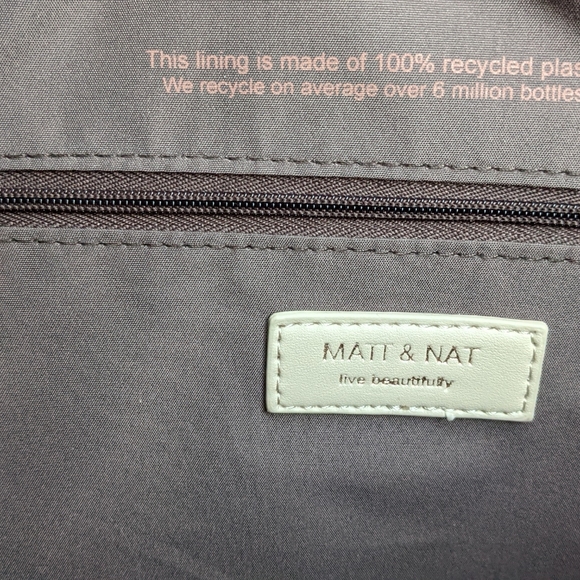 This lining is made of 100% recycled plas
We recycle on average over 6 million bottles
MATT & NAT
live beautifully